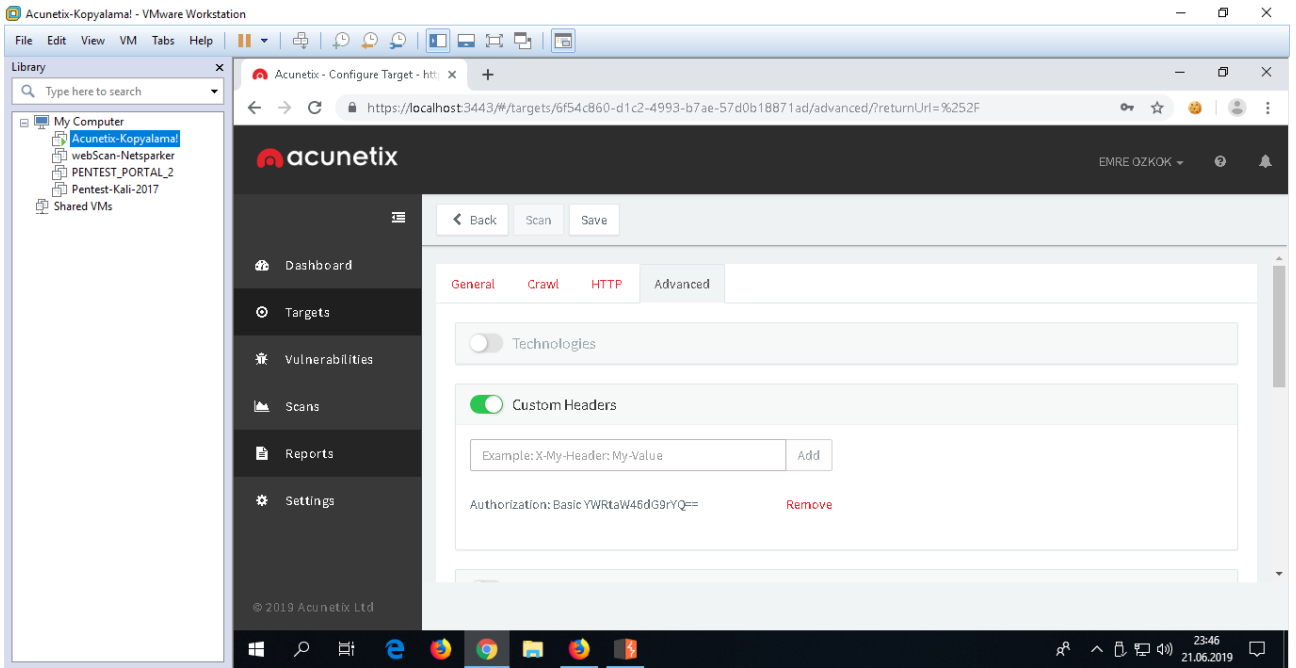 Acunetix-Kopyalama! - VMware Workstation
File Edit View VM Tabs Help
Library
Type here to search
My Computer
Acunetix-Kopyalama!
webScan-Netsparker
PENTEST_PORTAL_2
Pentest-Kali-2017
Shared VMs
Acunetix - Configure Target - htt
https://localhost:3443/#/targets/6f54c860-d1c2-4993-b7ae-57d0b18871ad/advanced/?returnUrl=%252F
acunetix
EMRE OZKOK
Back Scan Save
Dashboard
Targets
Vulnerabilities
Scans
Reports
Settings
© 2019 Acunetix Ltd
General Crawl HTTP Advanced
Technologies
Custom Headers
Example: X-My-Header: My-Value Add
Authorization: Basic YWRtaW46dG9rYQ== Remove
23:46
21.06.2019